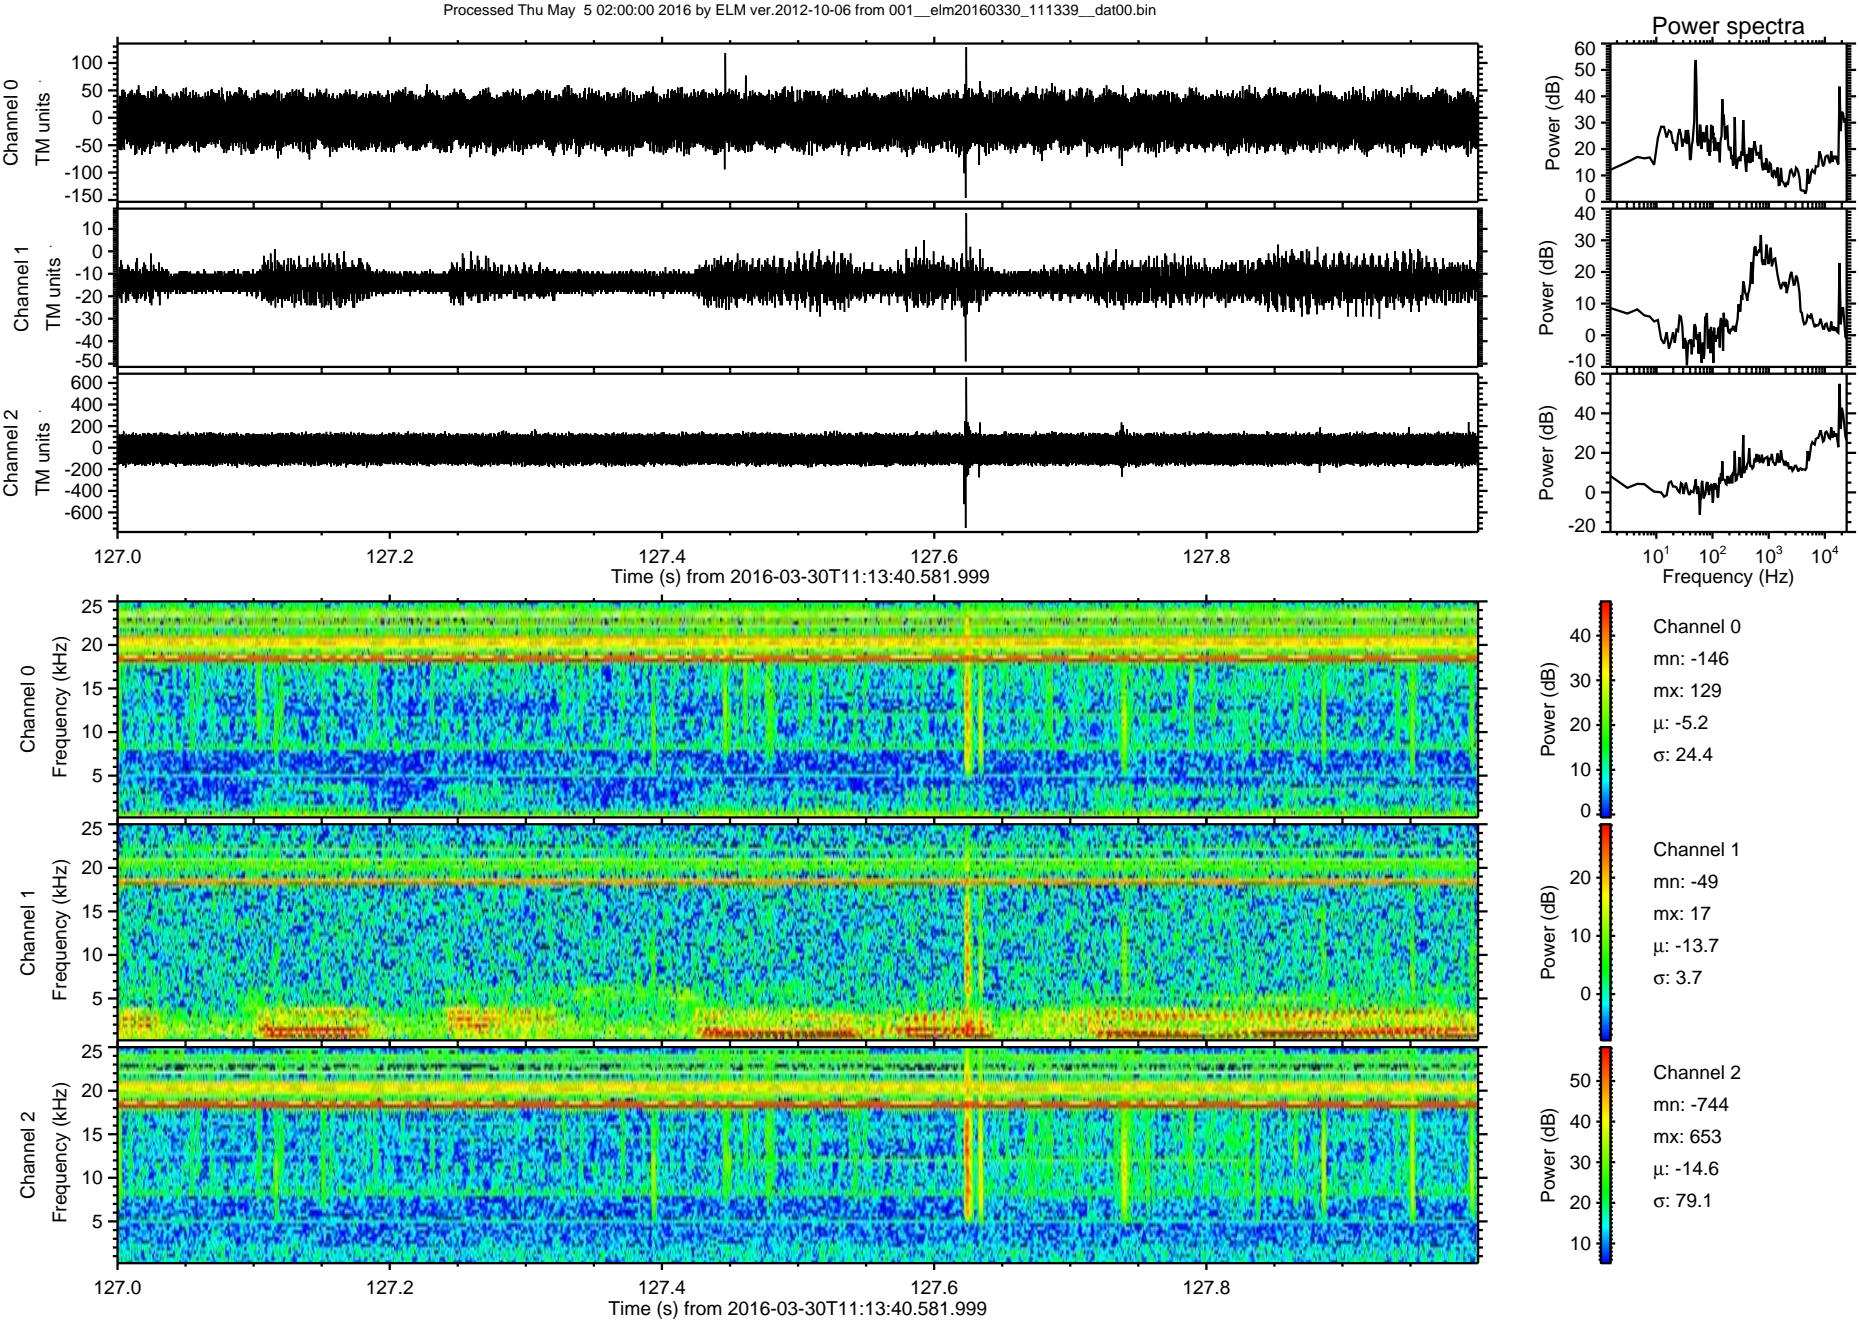 Processed Thu May  5 02:00:00 2016 by ELM ver.2012-10-06 from 001__elm20160330_111339__dat00.bin
Power spectra
Channel 0
TM units
100
50
0
-50
-100
-150
Power (dB)
60
50
40
30
20
10
0
Channel 1
TM units
10
0
-10
-20
-30
-40
-50
Power (dB)
40
30
20
10
0
-10
Channel 2
TM units
600
400
200
0
-200
-400
-600
Power (dB)
60
40
20
0
-20
127.0 127.2 127.4 127.6 127.8
Time (s) from 2016-03-30T11:13:40.581.999
10¹ 10² 10³ 10⁴
Frequency (Hz)
Channel 0
Frequency (kHz)
25
20
15
10
5
Power (dB)
40
30
20
10
0
Channel 0
mn: -146
mx: 129
µ: -5.2
σ: 24.4
Channel 1
Frequency (kHz)
25
20
15
10
5
Power (dB)
20
10
0
Channel 1
mn: -49
mx: 17
µ: -13.7
σ: 3.7
Channel 2
Frequency (kHz)
25
20
15
10
5
Power (dB)
50
40
30
20
10
Channel 2
mn: -744
mx: 653
µ: -14.6
σ: 79.1
127.0 127.2 127.4 127.6 127.8
Time (s) from 2016-03-30T11:13:40.581.999